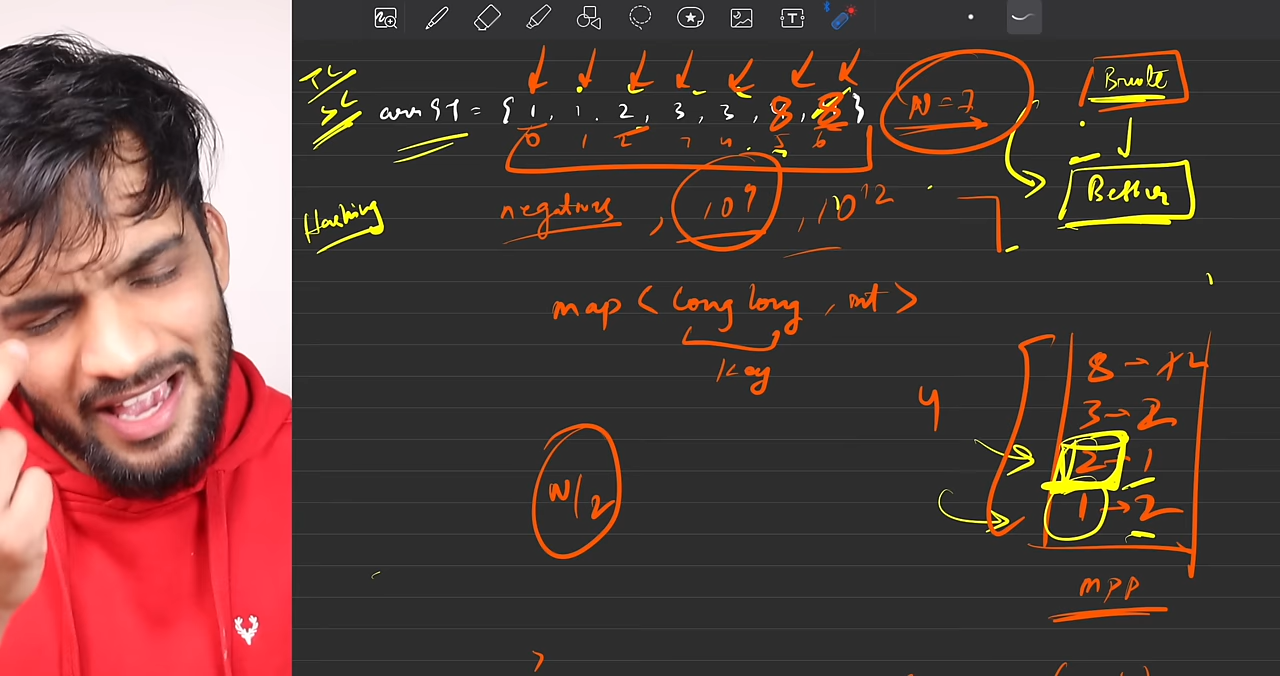 TC
SC
arr[] = { 1, 1, 2, 3, 3, 8, 8 }
0 1 2 3 4 5 6
N=7
Brute
Better
Hashing
negatives, 10^9, 10^12
map < long long, int >
key
8 → 2
3 → 2
2 → 1
1 → 2
4
N/2
mpp